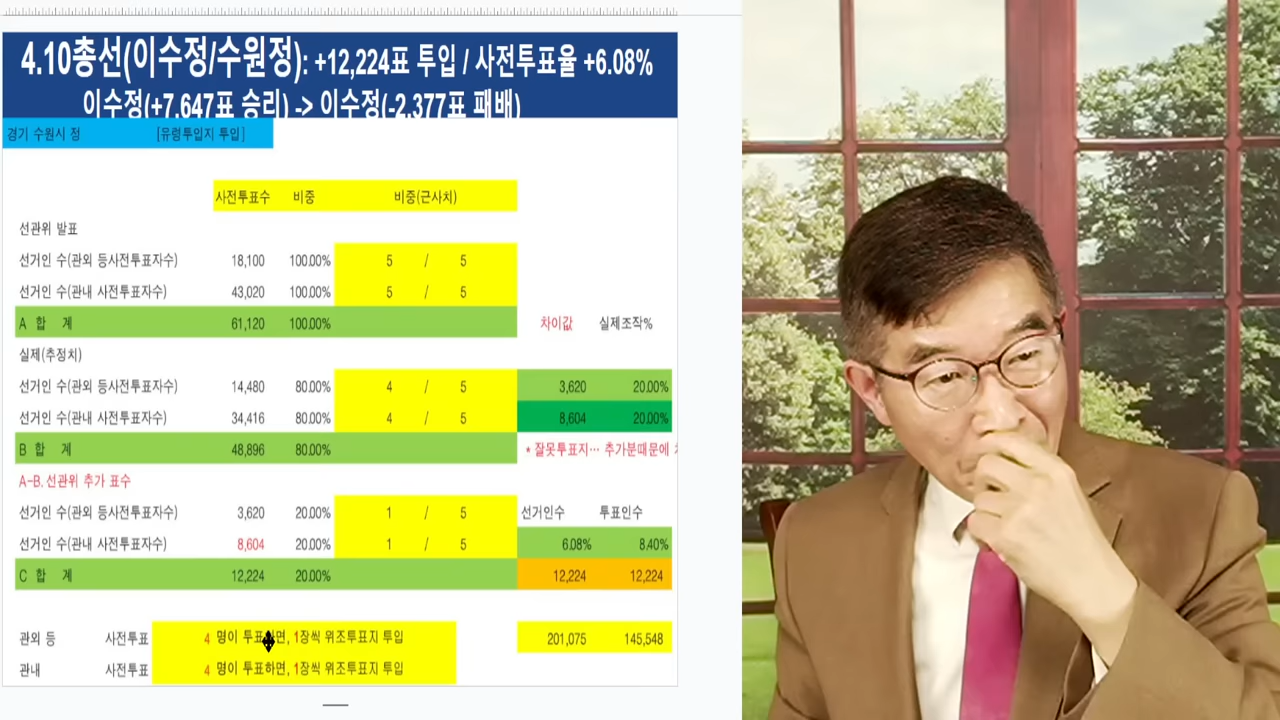 4.10총선(이수정/수원정): +12,224표 투입 / 사전투표율 +6.08%
이수정(+7,647표 승리) -> 이수정(-2,377표 패배)
경기 수원시 정 [유령투입지 투입]
사전투표수 비중 비중(근사치)
선관위 발표
선거인 수(관외 등사전투표자수) 18,100 100.00% 5 / 5
선거인 수(관내 사전투표자수) 43,020 100.00% 5 / 5
A 합 계 61,120 100.00% 차이값 실제조작%
실제(추정치)
선거인 수(관외 등사전투표자수) 14,480 80.00% 4 / 5 3,620 20.00%
선거인 수(관내 사전투표자수) 34,416 80.00% 4 / 5 8,604 20.00%
B 합 계 48,896 80.00% * 잘못투표지… 추가분때문에
A-B. 선관위 추가 표수
선거인 수(관외 등사전투표자수) 3,620 20.00% 1 / 5 선거인수 투표인수
선거인 수(관내 사전투표자수) 8,604 20.00% 1 / 5 6.08% 8.40%
C 합 계 12,224 20.00% 12,224 12,224
관외 등 사전투표 4 명이 투표하면, 1장씩 위조투표지 투입 201,075 145,548
관내 사전투표 4 명이 투표하면, 1장씩 위조투표지 투입